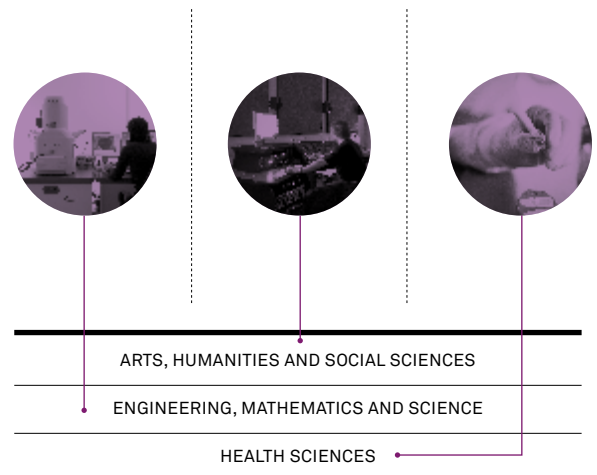 ARTS, HUMANITIES AND SOCIAL SCIENCES
ENGINEERING, MATHEMATICS AND SCIENCE
HEALTH SCIENCES